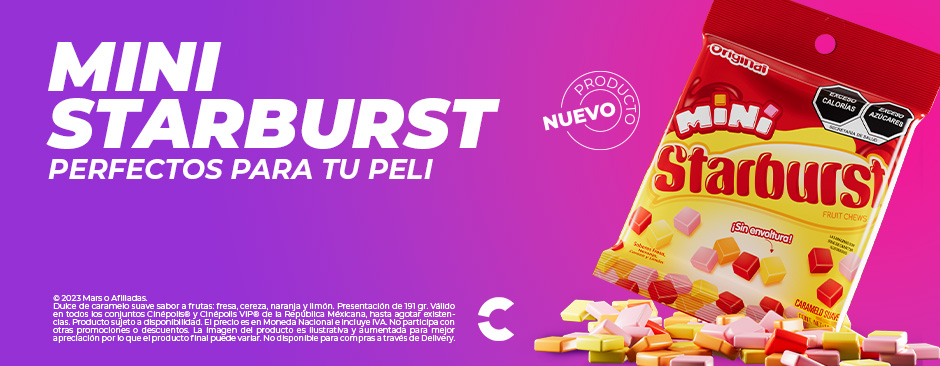 MINI
STARBURST
PERFECTOS PARA TU PELI
PRODUCTO
NUEVO
Original
EXCESO
CALORÍAS
EXCESO
AZÚCARES
SECRETARÍA DE SALUD
MINI
Starburst
FRUIT CHEWS
¡Sin envoltura!
CARAMELO SUAVE
© 2023 Mars o Afiliadas.
Dulce de caramelo suave sabor a frutas: fresa, cereza, naranja y limón. Presentación de 191 gr. Válido
en todos los conjuntos Cinépolis® y Cinépolis VIP® de la República Méxicana, hasta agotar existen-
cias. Producto sujeto a disponibilidad. El precio es en Moneda Nacional e incluye IVA. No participa con
otras promociones o descuentos. La imagen del producto es ilustrativa y aumentada para mejor
apreciación por lo que el producto final puede variar. No disponible para compras a través de Delivery.